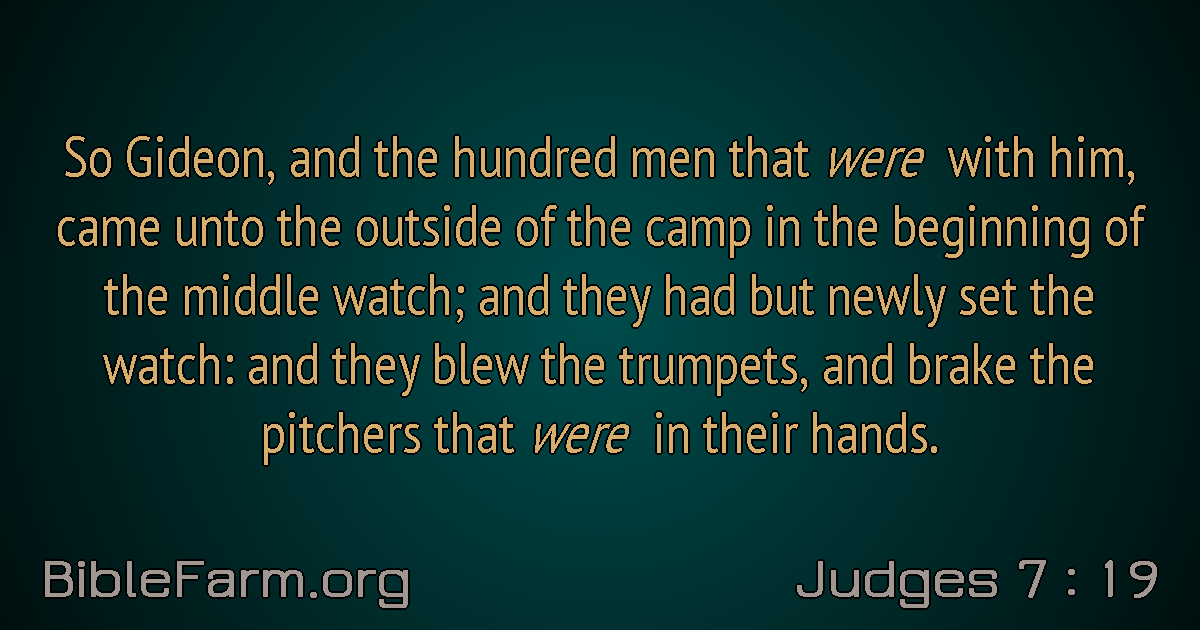 So Gideon, and the hundred men that were with him,
came unto the outside of the camp in the beginning of
the middle watch; and they had but newly set the
watch: and they blew the trumpets, and brake the
pitchers that were in their hands.
BibleFarm.org
Judges 7 : 19